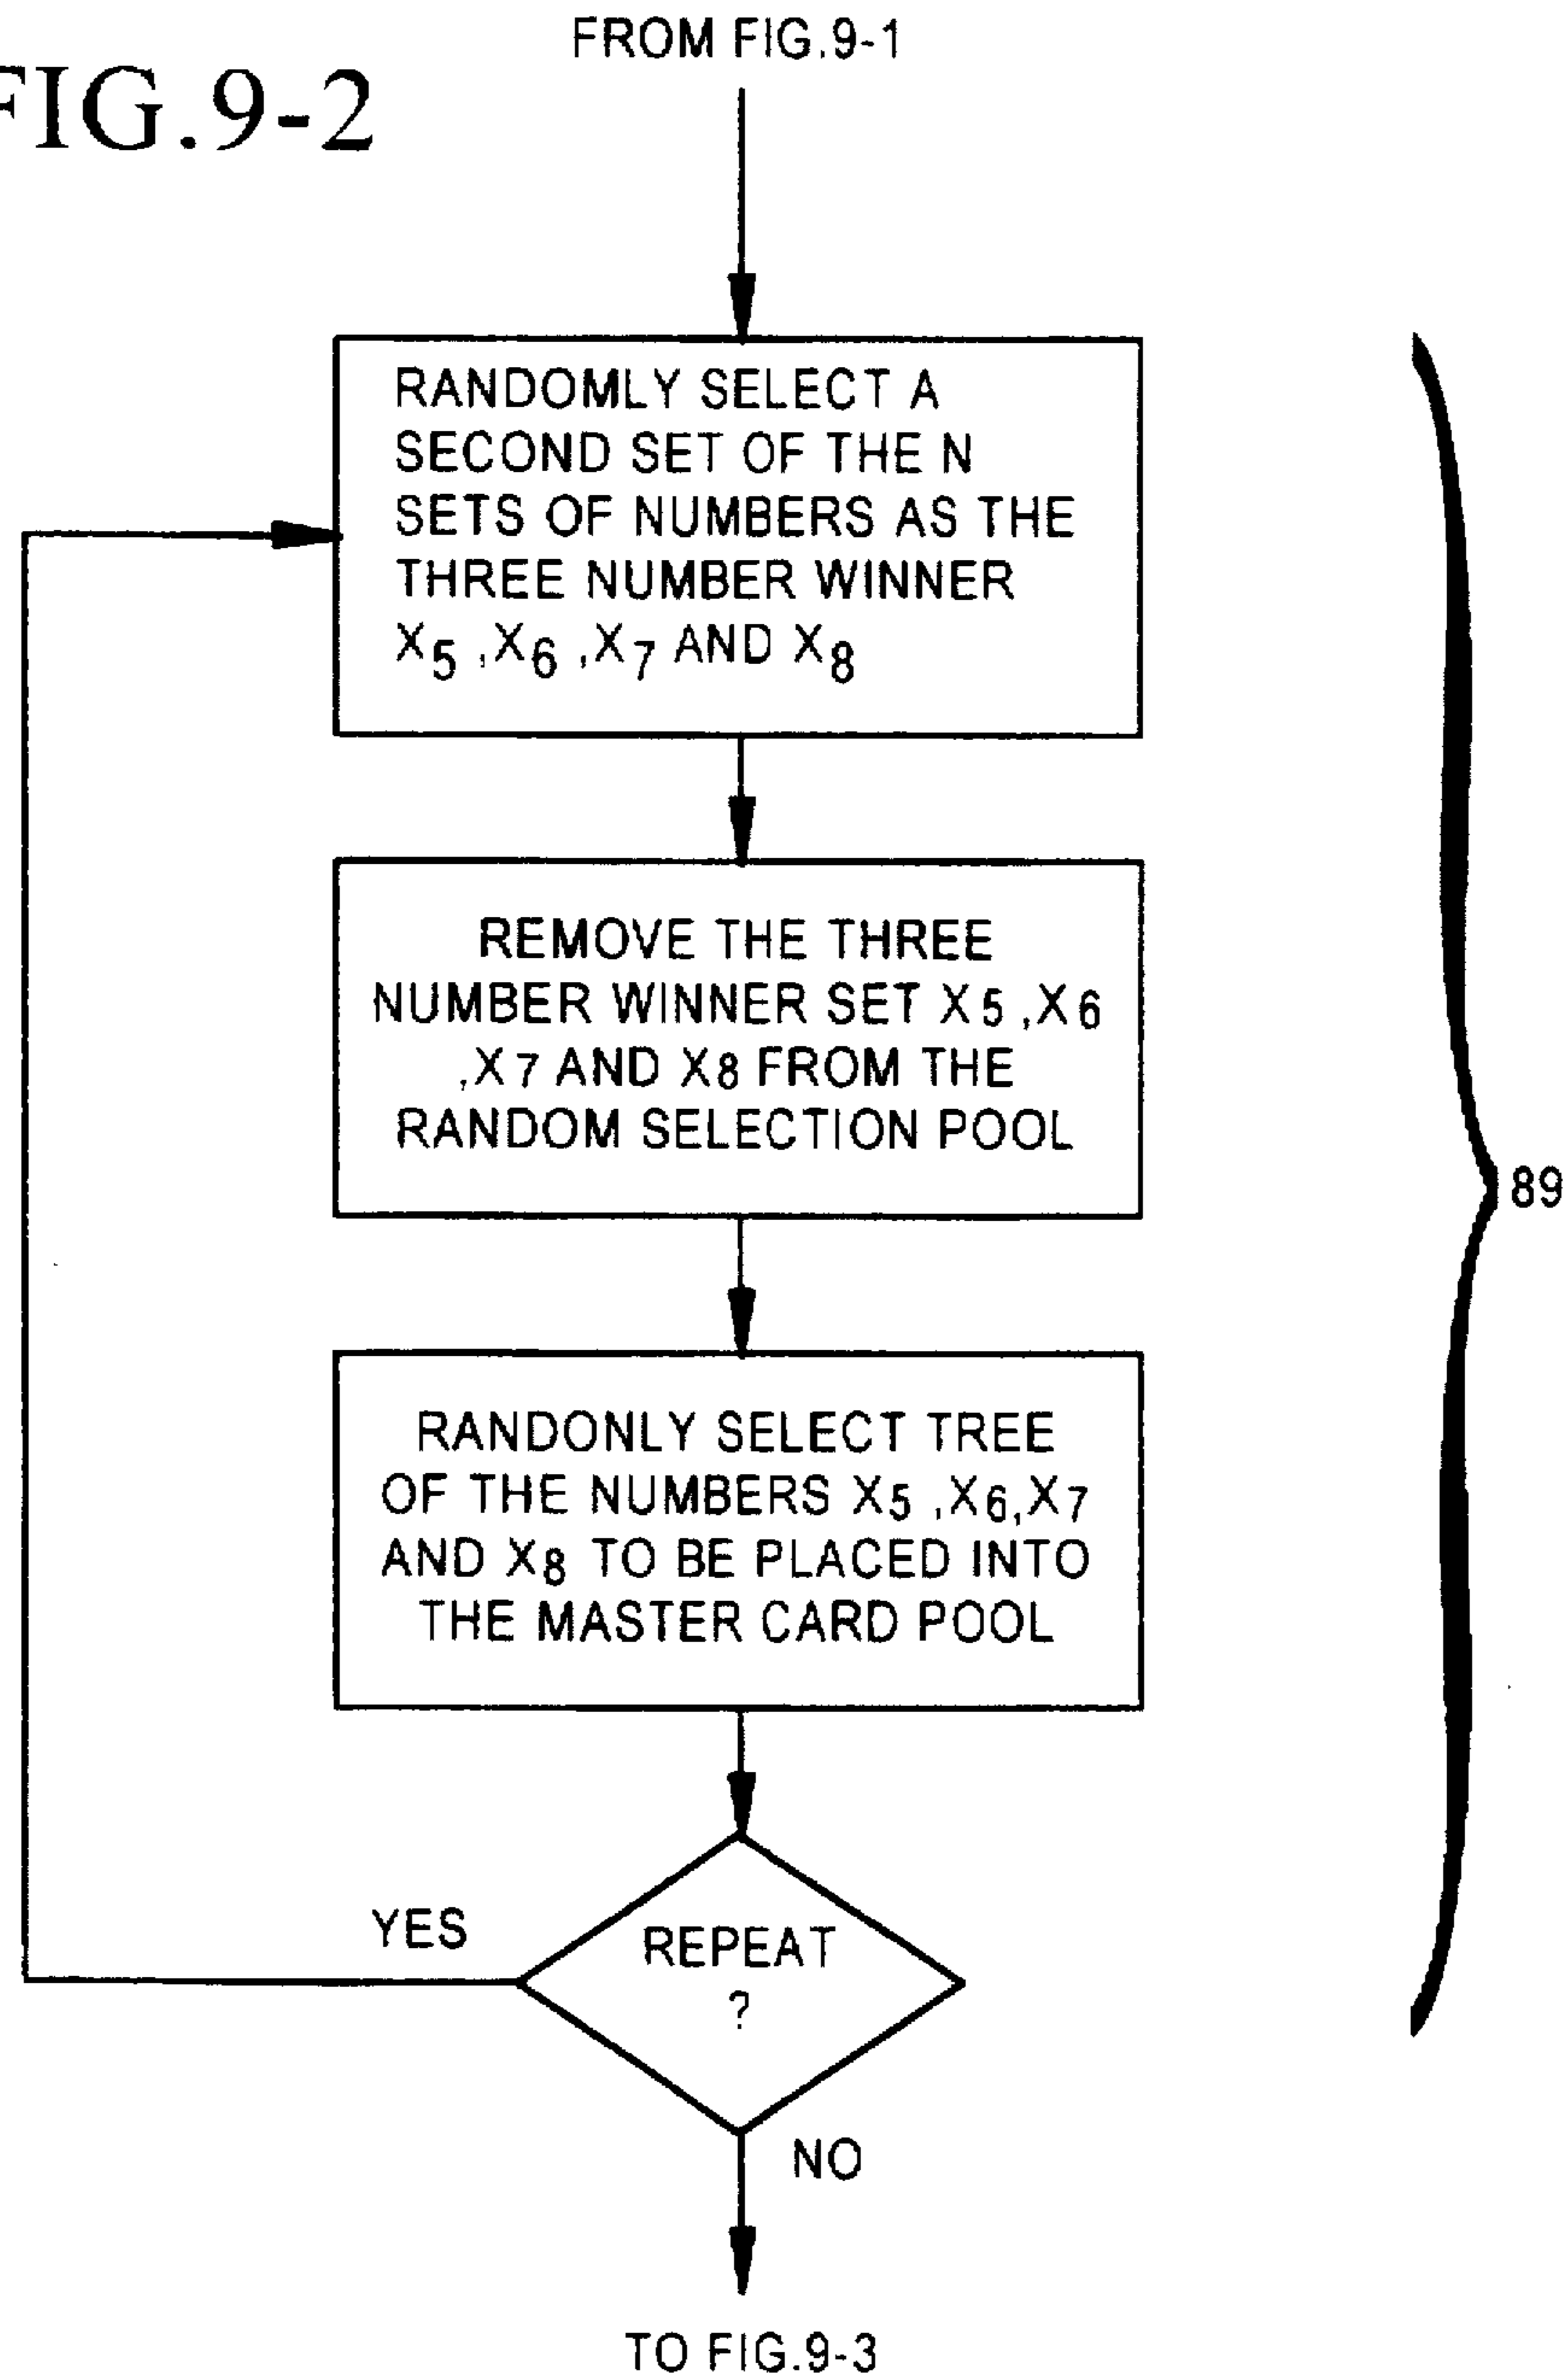 FROM FIG.9-1
FIG.9-2
RANDOMLY SELECT A
SECOND SET OF THE N
SETS OF NUMBERS AS THE
THREE NUMBER WINNER
X5 ,X6 ,X7 AND X8
REMOVE THE THREE
NUMBER WINNER SET X5 ,X6
,X7 AND X8 FROM THE
RANDOM SELECTION POOL
89
RANDONLY SELECT TREE
OF THE NUMBERS X5 ,X6,X7
AND X8 TO BE PLACED INTO
THE MASTER CARD POOL
YES
REPEAT
?
NO
TO FIG.9-3